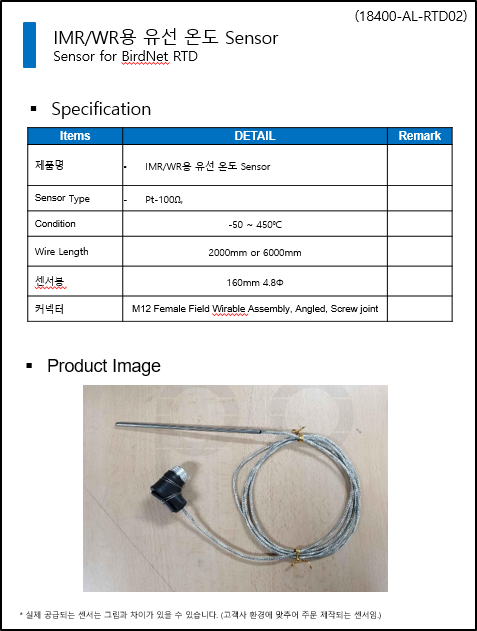 (18400-AL-RTD02)
IMR/WR용 유선 온도 Sensor
Sensor for BirdNet RTD
▪ Specification
Items DETAIL Remark
제품명 - IMR/WR용 유선 온도 Sensor
Sensor Type - Pt-100Ω,
Condition -50 ~ 450℃
Wire Length 2000mm or 6000mm
센서봉 160mm 4.8Φ
커넥터 M12 Female Field Wirable Assembly, Angled, Screw joint
▪ Product Image
* 실제 공급되는 센서는 그림과 차이가 있을 수 있습니다. (고객사 환경에 맞추어 주문 제작되는 센서임.)